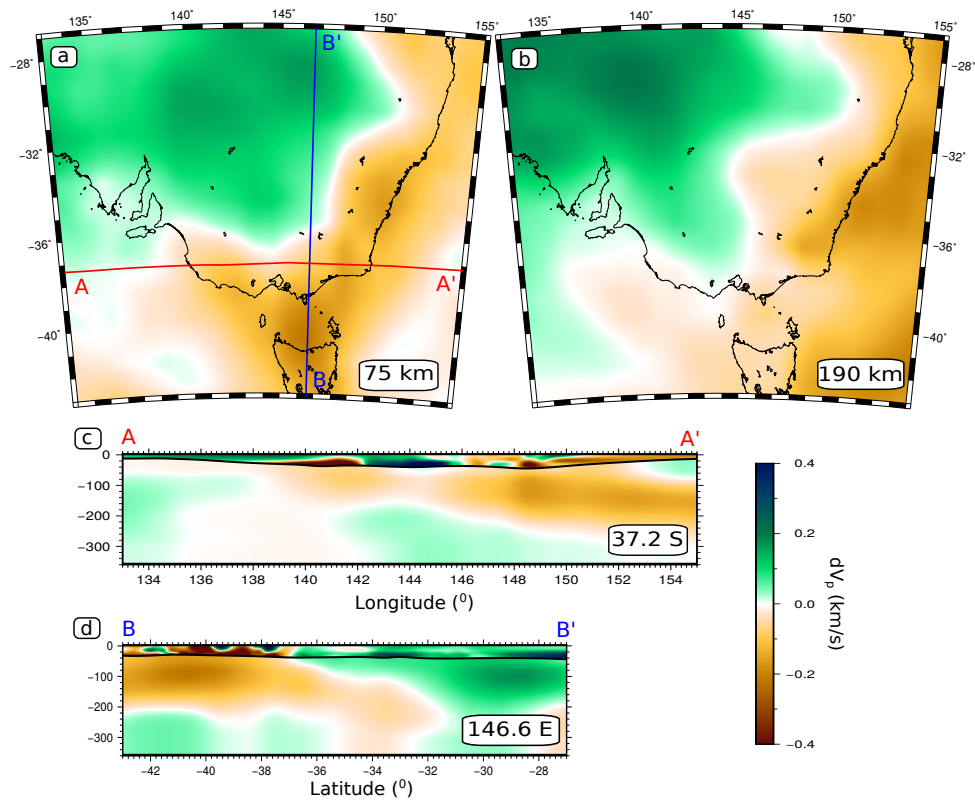 135° 140° 145° 150° 155°
a
B'
−28°
−32°
−36°
−40°
A
A'
B
75 km
135° 140° 145° 150° 155°
b
−28°
−32°
−36°
−40°
190 km
c
A
A'
0
−100
−200
−300
37.2 S
134 136 138 140 142 144 146 148 150 152 154
Longitude (0)
d
B
B'
0
−100
−200
−300
146.6 E
−42 −40 −38 −36 −34 −32 −30 −28
Latitude (0)
0.4
0.2
0.0
−0.2
−0.4
dVp (km/s)